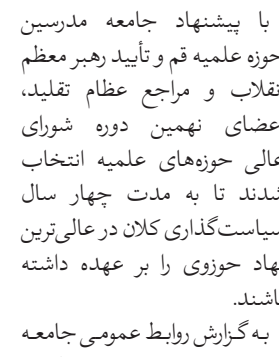 با پیشنهاد جامعه مدرسین
حوزه علمیه قم و تأیید رهبر معظم
انقلاب و مراجع عظام تقلید،
اعضای نهمین دوره شورای
عالی حوزه‌های علمیه انتخاب
شدند تا به مدت چهار سال
سیاست‌گذاری کلان در عالی‌ترین
نهاد حوزوی را بر عهده داشته
باشند.
به گزارش روابط عمومی جامعه